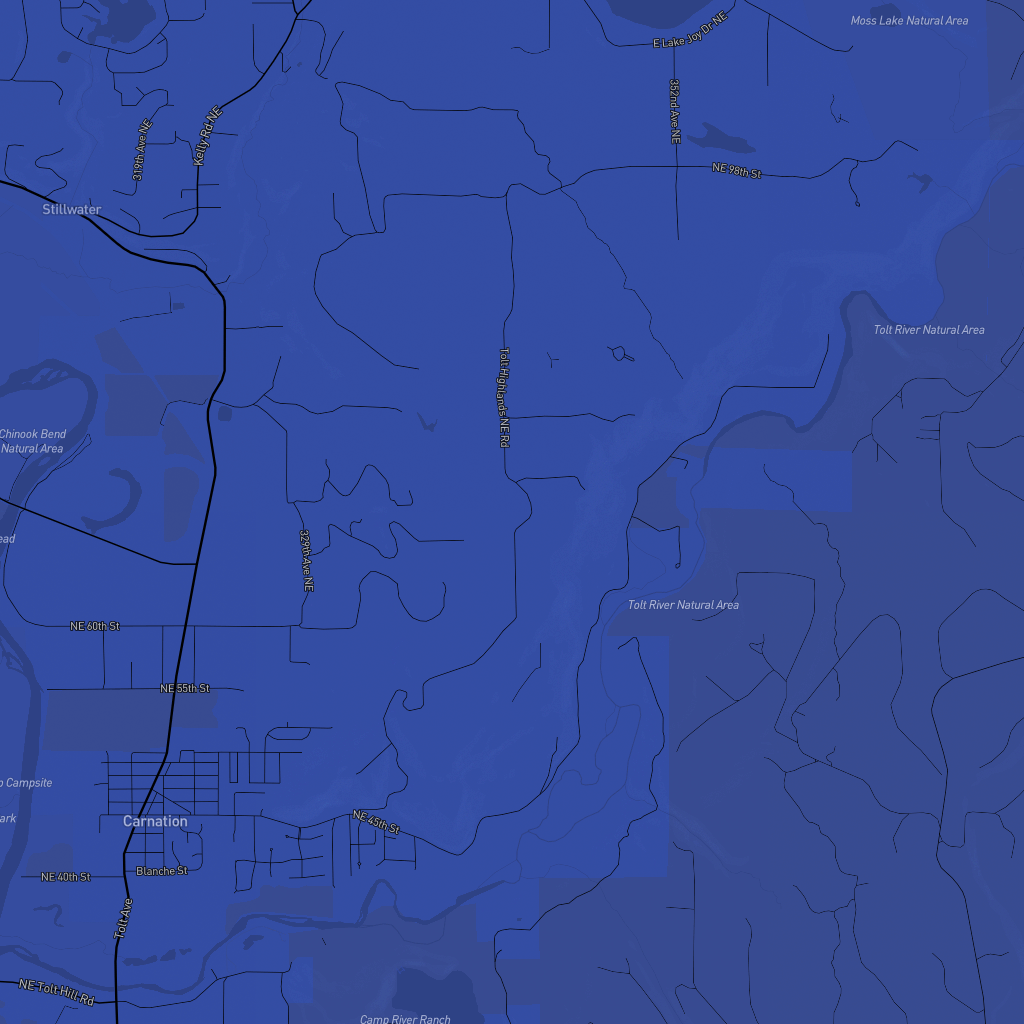 Moss Lake Natural Area
E Lake Joy Dr NE
352nd Ave NE
Kelly Rd NE
319th Ave NE
NE 98th St
Stillwater
Tolt River Natural Area
Tolt Highlands NE Rd
Chinook Bend
Natural Area
ead
329th Ave NE
Tolt River Natural Area
NE 60th St
NE 55th St
p Campsite
ark
Carnation
NE 45th St
Blanche St
NE 40th St
Tolt Ave
NE Tolt Hill Rd
Camp River Ranch